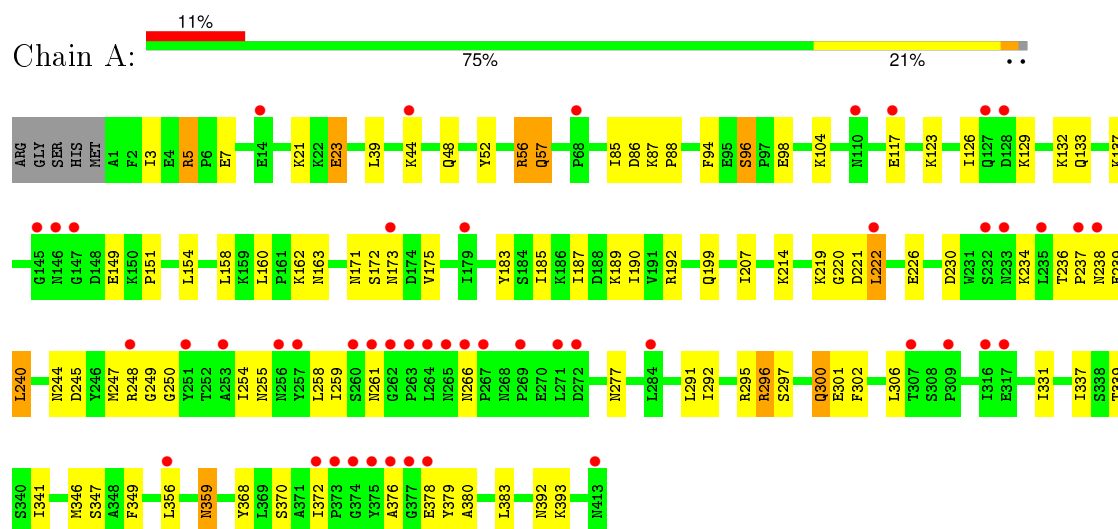 11%
Chain A:
75%
21%
••
ARG GLY SER HIS MET A1 F2 I3 E4 R5 P6 E7 E14 K21 K22 E23 L39 K44 Q48 Y52 R56 Q57 P68 I85 D86 K87 P88 F94 E95 S96 P97 E98 K104 N110 E117 K123 I126 Q127 D128 K129 K132 Q133 K137
G145 N146 G147 D148 E149 K150 P151 L154 L158 K159 L160 P161 K162 N163 N171 S172 N173 D174 V175 I179 Y183 S184 I185 K186 I187 D188 K189 I190 V191 R192 Q199 I207 K214 K219 G220 D221 L222 E226 D230 W231 S232 N233 K234 L235 T236 P237 N238 E239
L240 N244 D245 Y246 M247 R248 G249 G250 Y251 T252 A253 I254 N255 N256 Y257 L258 I259 S260 N261 G262 P263 L264 N265 N266 P267 N268 P269 E270 L271 D272 N277 L284 L291 I292 R295 R296 S297 Q300 E301 F302 L306 T307 S308 P309 I316 E317 I331 I337 S338 T339
S340 I341 M346 S347 A348 F349 L356 N359 Y368 L369 S370 A371 I372 P373 G374 Y375 A376 G377 E378 Y379 A380 L383 N392 K393 N413